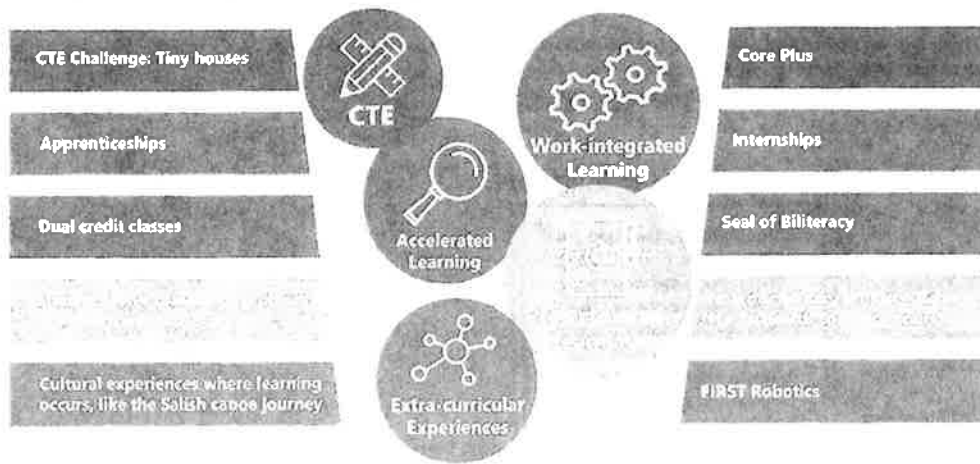 CTE Challenge: Tiny houses
Apprenticeships
Dual credit classes
Cultural experiences where learning
occurs, like the Salish canoe journey
CTE
Accelerated
Learning
Extra-curricular
Experiences
Work-integrated
Learning
Core Plus
Internships
Seal of Biliteracy
FIRST Robotics